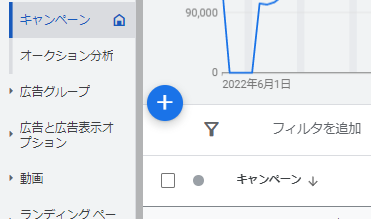 キャンペーン
オークション分析
広告グループ
広告と広告表示オ
プション
動画
ランディング ペー
90,000
0
2022年6月1日
フィルタを追加
キャンペーン